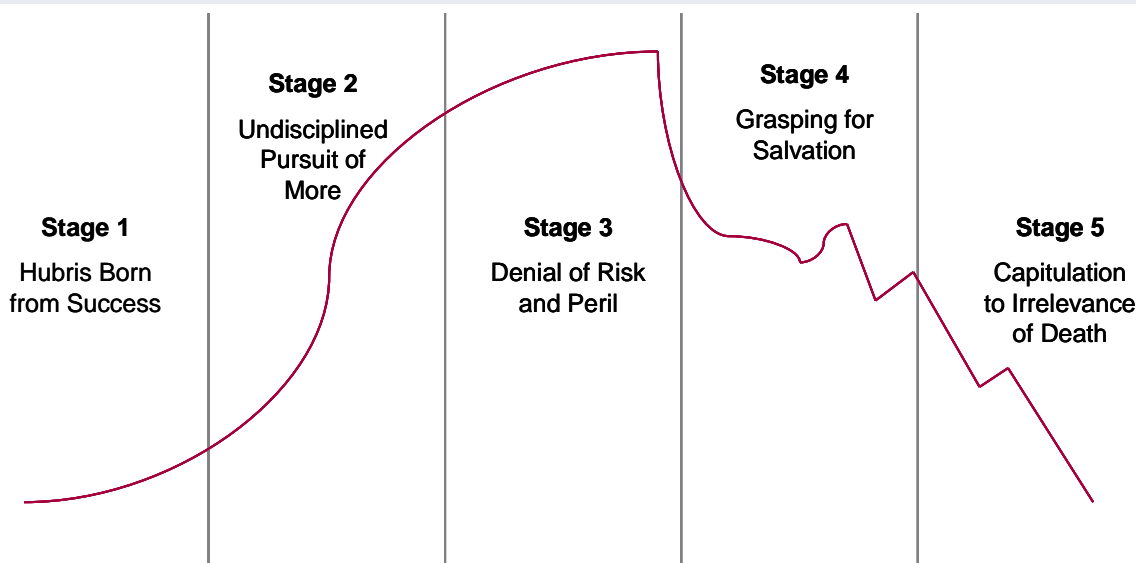 Stage 1
Hubris Born
from Success
Stage 2
Undisciplined
Pursuit of
More
Stage 3
Denial of Risk
and Peril
Stage 4
Grasping for
Salvation
Stage 5
Capitulation
to Irrelevance
of Death